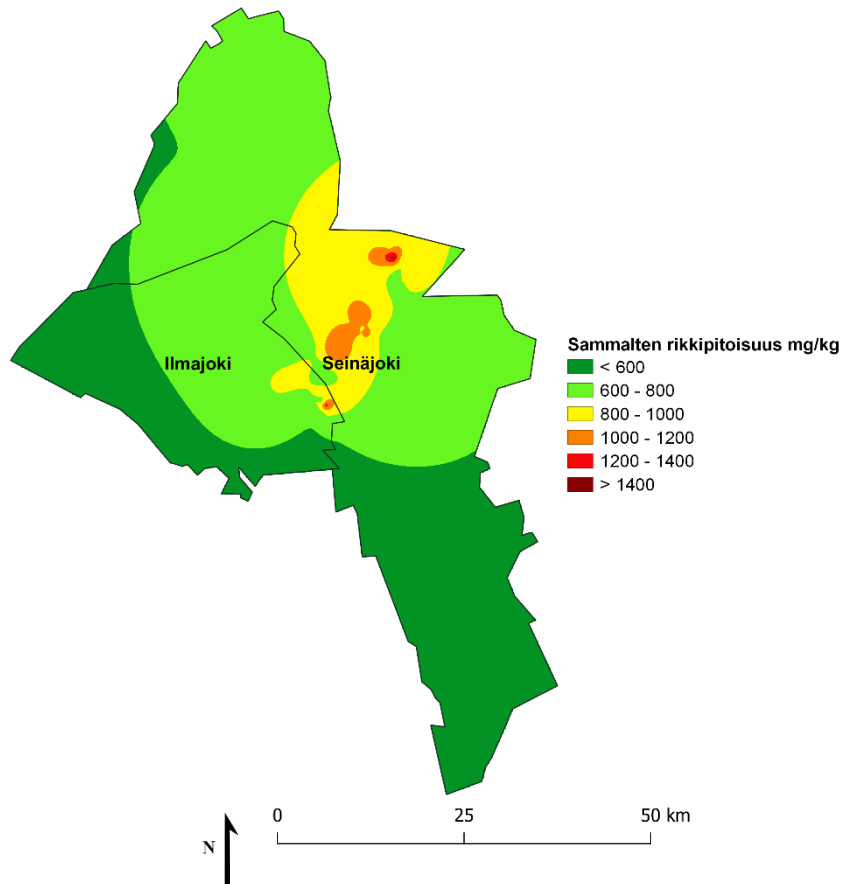 Ilmajoki
Seinäjoki
Sammalten rikkipitoisuus mg/kg
< 600
600 - 800
800 - 1000
1000 - 1200
1200 - 1400
> 1400
0 25 50 km
N